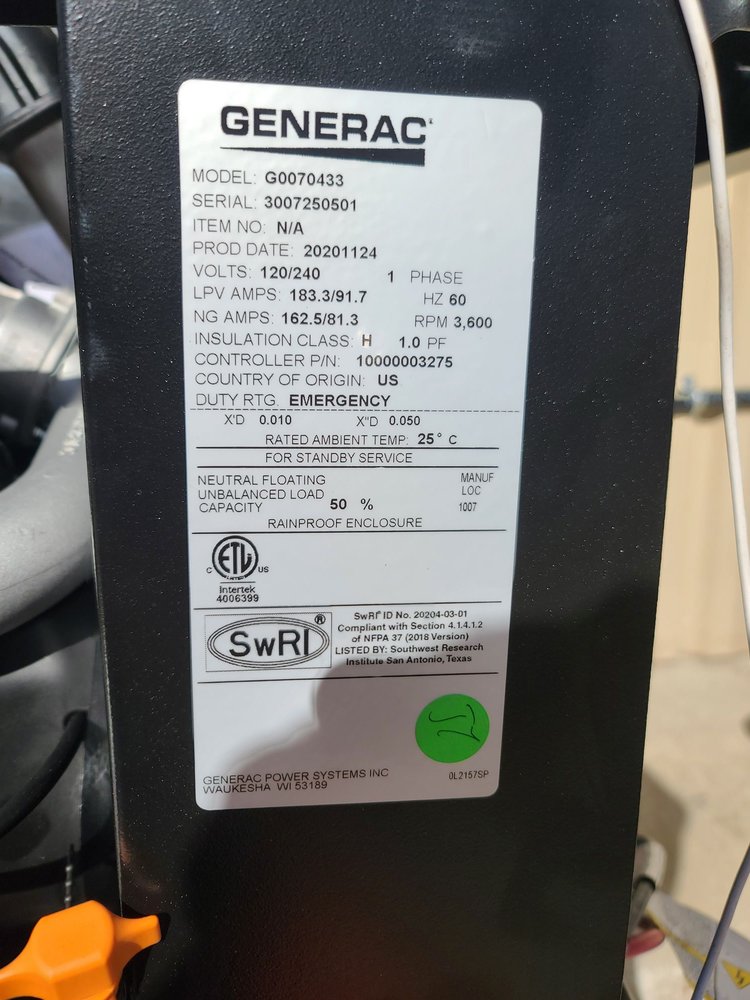 GENERAC
MODEL: G0070433
SERIAL: 3007250501
ITEM NO: N/A
PROD DATE: 20201124
VOLTS: 120/240 1 PHASE
LPV AMPS: 183.3/91.7 HZ 60
NG AMPS: 162.5/81.3 RPM 3,600
INSULATION CLASS: H 1.0 PF
CONTROLLER P/N: 10000003275
COUNTRY OF ORIGIN: US
DUTY RTG. EMERGENCY
X'D 0.010 X"D 0.050
RATED AMBIENT TEMP: 25° C
FOR STANDBY SERVICE
NEUTRAL FLOATING
UNBALANCED LOAD
CAPACITY 50 %
MANUF
LOC
1007
RAINPROOF ENCLOSURE
C ETL US
Intertek
4006399
SwRI®
SwRI® ID No. 20204-03-01
Compliant with Section 4.1.4.1.2
of NFPA 37 (2018 Version)
LISTED BY: Southwest Research
Institute San Antonio, Texas
GENERAC POWER SYSTEMS INC
WAUKESHA WI 53189
0L2157SP